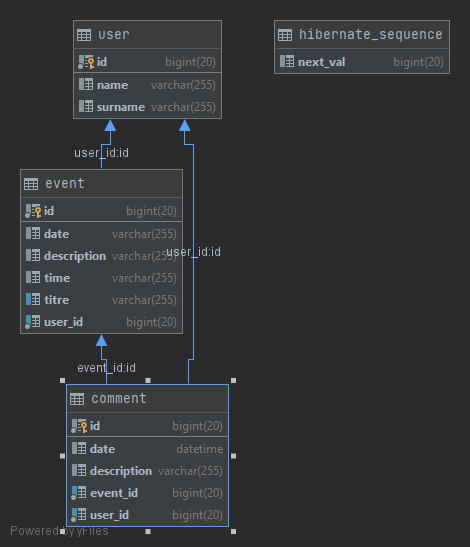 user
id bigint(20)
name varchar(255)
surname varchar(255)
hibernate_sequence
next_val bigint(20)
user_id:id
event
id bigint(20)
date varchar(255)
description varchar(255)
time varchar(255)
titre varchar(255)
user_id bigint(20)
user_id:id
event_id:id
comment
id bigint(20)
date datetime
description varchar(255)
event_id bigint(20)
user_id bigint(20)
Powered by yFiles